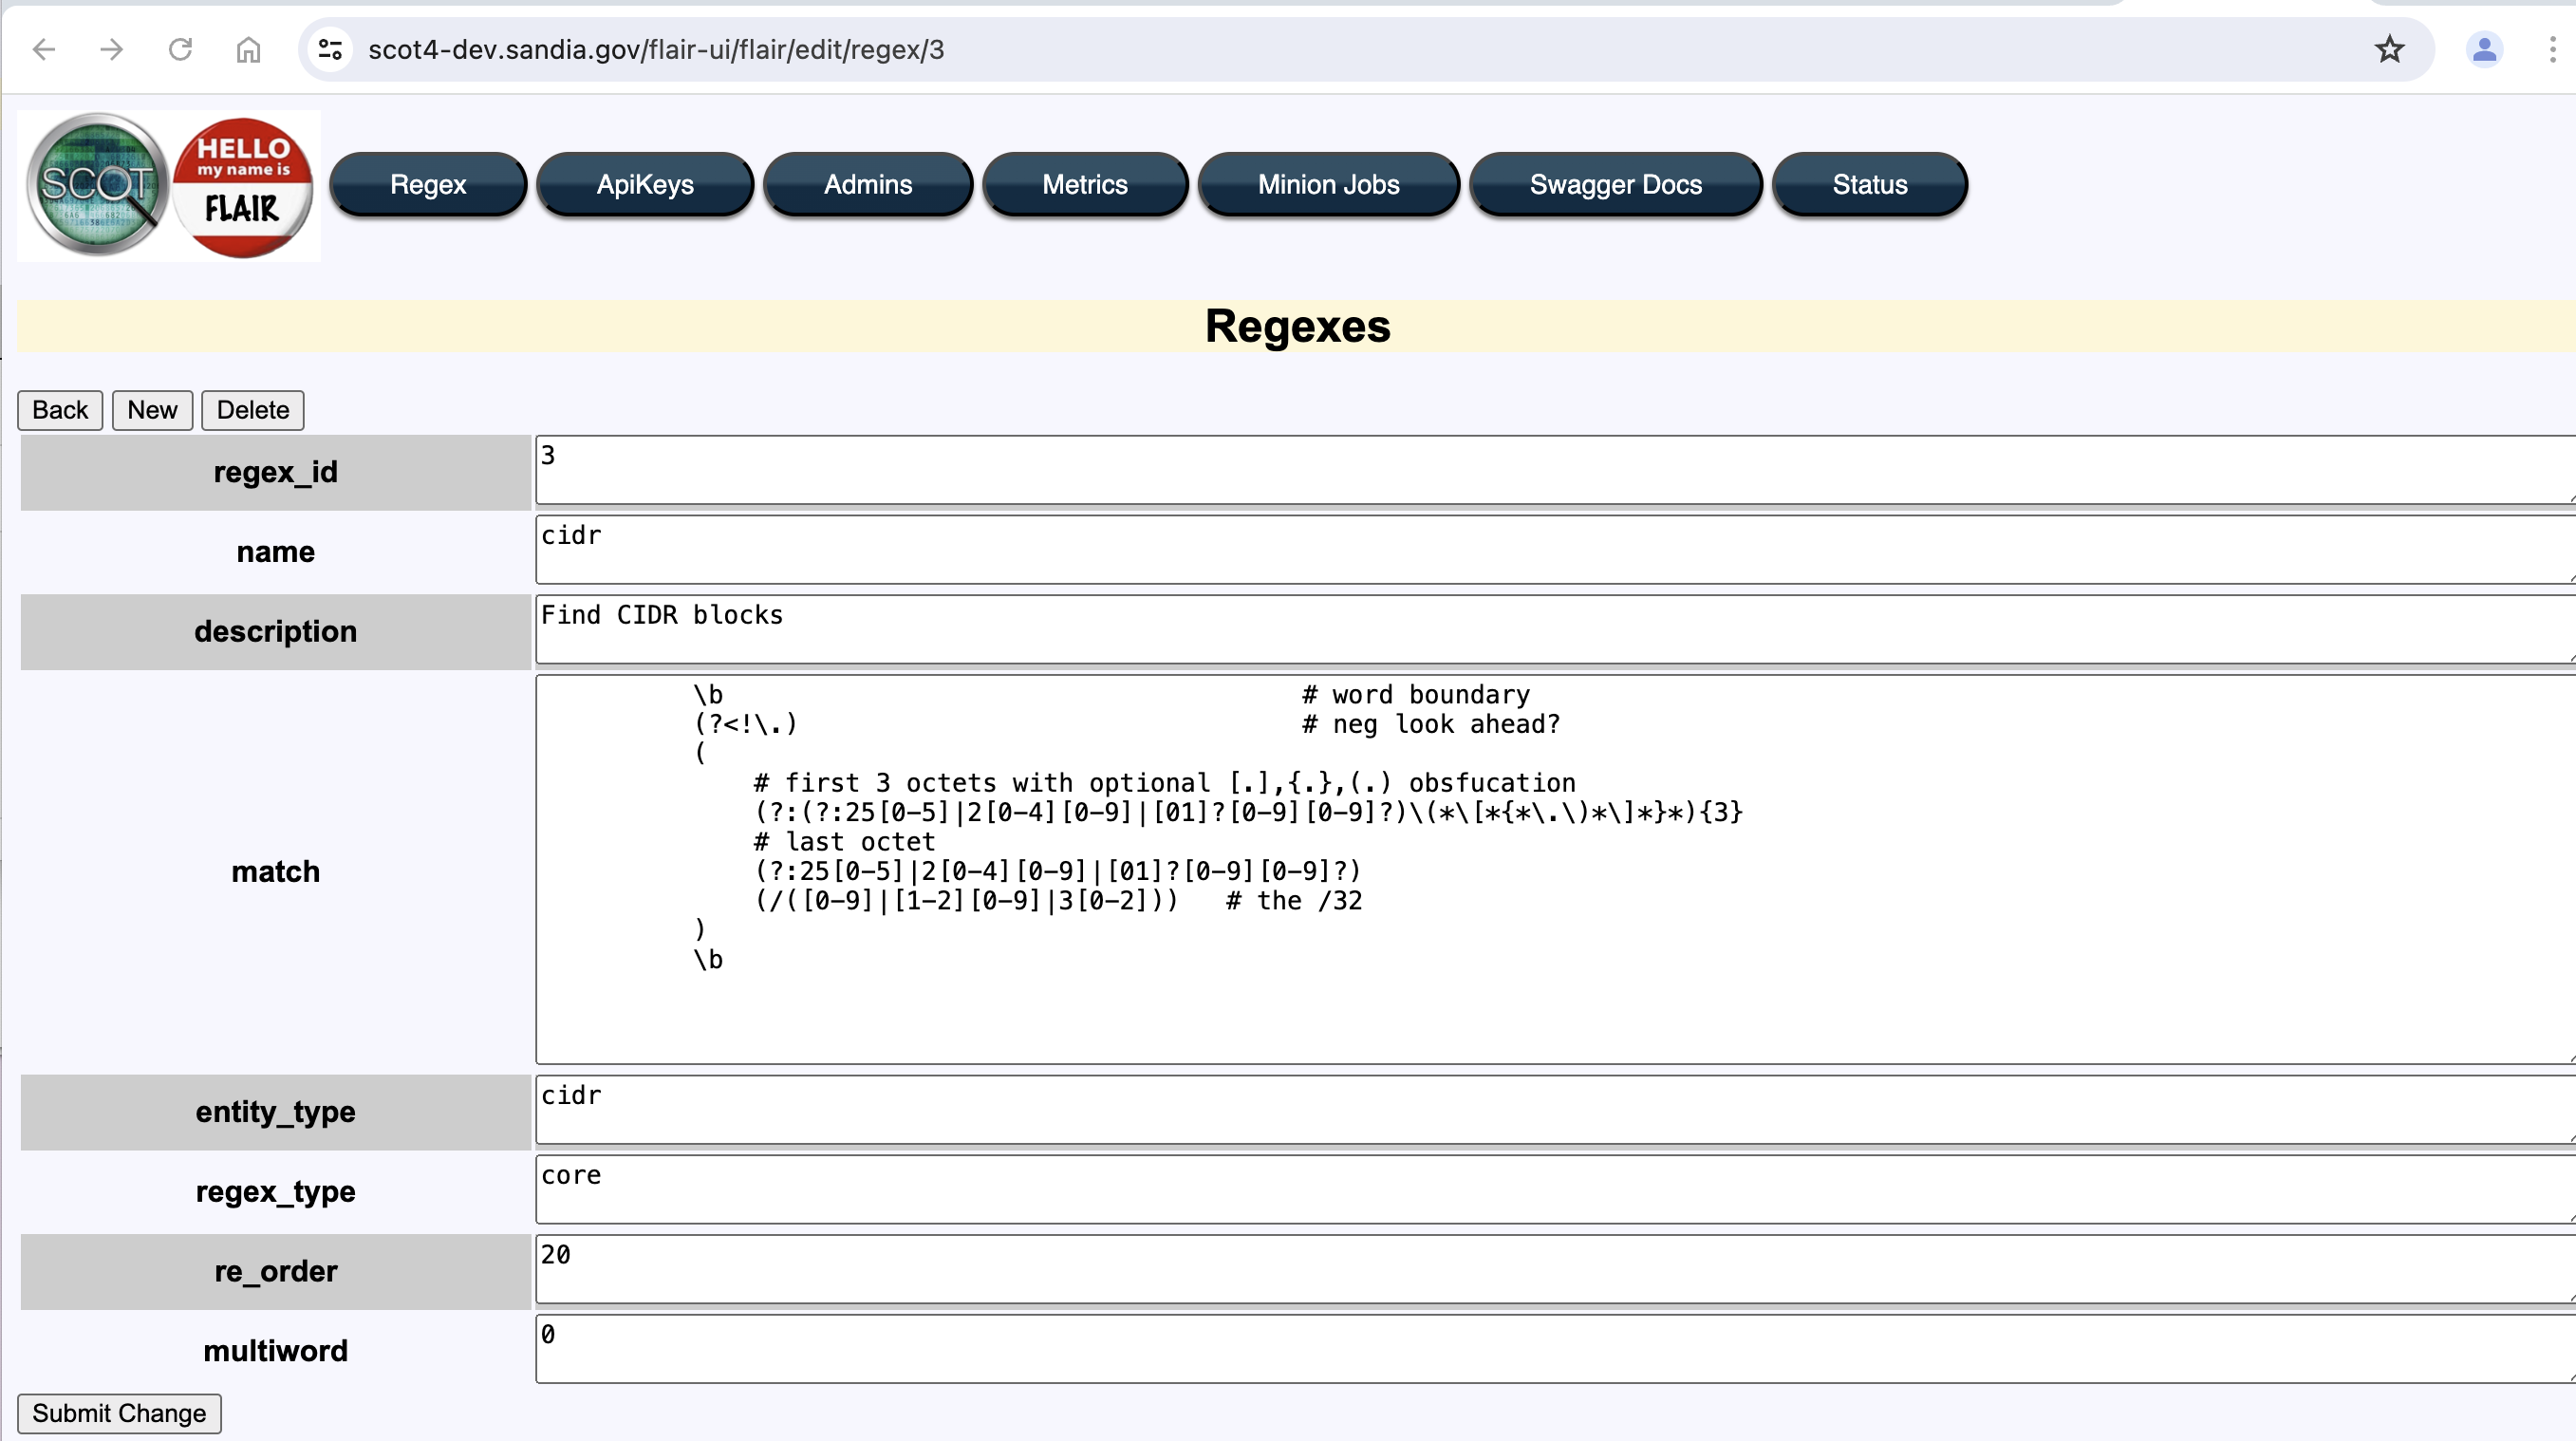 scot4-dev.sandia.gov/flair-ui/flair/edit/regex/3
SCOT
HELLO
my name is
FLAIR
Regex
ApiKeys
Admins
Metrics
Minion Jobs
Swagger Docs
Status
Regexes
Back New Delete
regex_id
3
name
cidr
description
Find CIDR blocks
match
\b # word boundary
(?<!\.) # neg look ahead?
(
# first 3 octets with optional [.],{.},(.) obsfucation
(?:(?:25[0-5]|2[0-4][0-9]|[01]?[0-9][0-9]?)\(*\[*{*\.\)*\]*}*){3}
# last octet
(?:25[0-5]|2[0-4][0-9]|[01]?[0-9][0-9]?)
(/([0-9]|[1-2][0-9]|3[0-2])) # the /32
)
\b
entity_type
cidr
regex_type
core
re_order
20
multiword
0
Submit Change